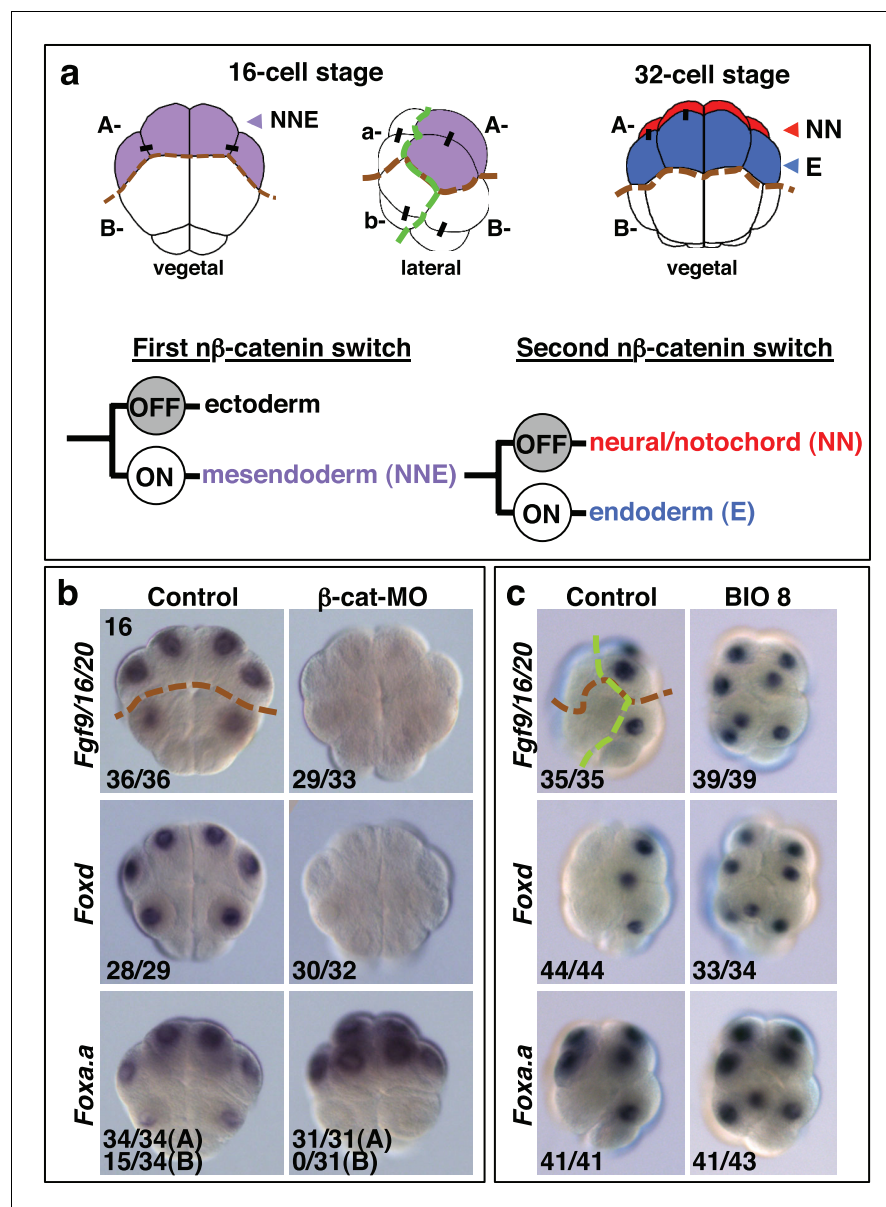 a
16-cell stage
32-cell stage
A-
NNE
a-
A-
A-
NN
E
B-
b-
B-
B-
vegetal
lateral
vegetal
First nβ-catenin switch
Second nβ-catenin switch
OFF
ectoderm
ON
mesendoderm (NNE)
OFF
neural/notochord (NN)
ON
endoderm (E)
b
Control
β-cat-MO
16
Fgf9/16/20
36/36
29/33
Foxd
28/29
30/32
Foxa.a
34/34(A)
15/34(B)
31/31(A)
0/31(B)
c
Control
BIO 8
Fgf9/16/20
35/35
39/39
Foxd
44/44
33/34
Foxa.a
41/41
41/43